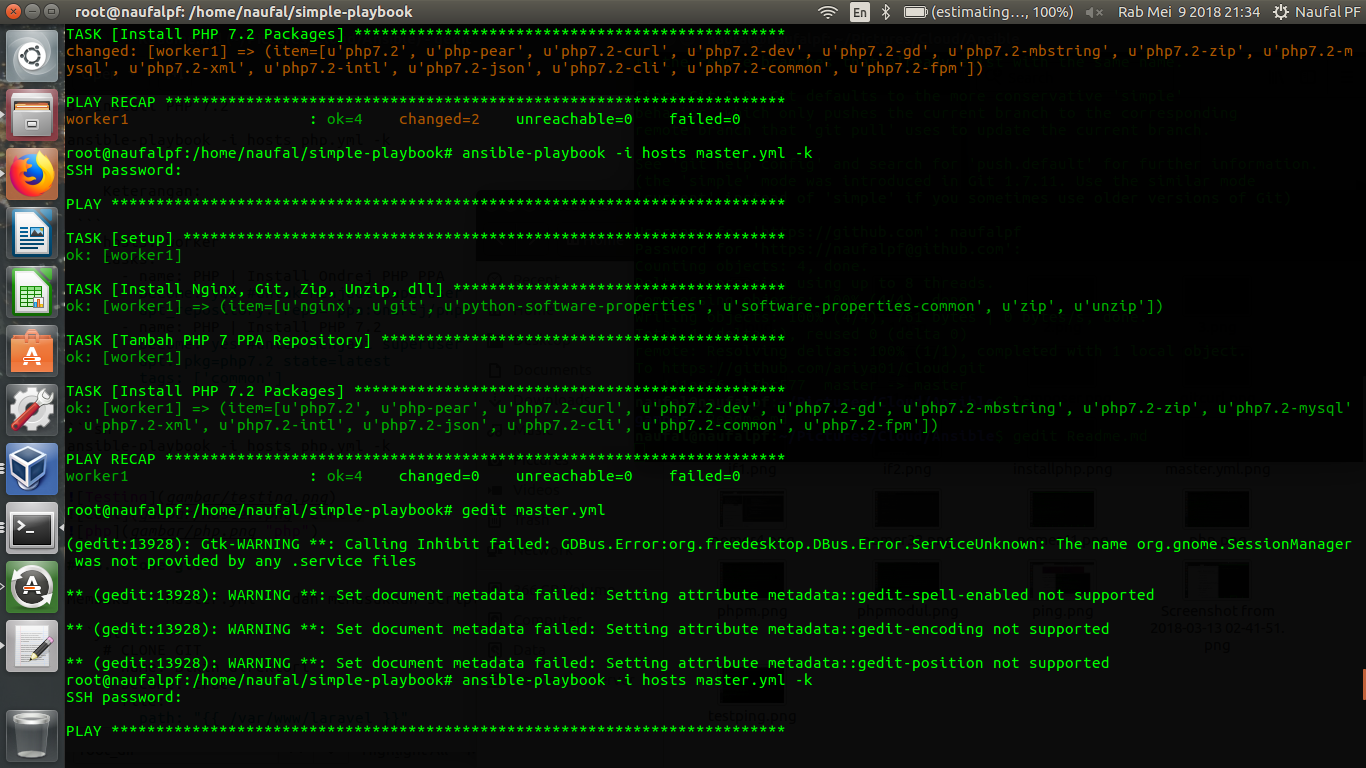 root@naufalpf: /home/naufal/simple-playbook
En
(estimating..., 100%)
Rab Mei 9 2018 21:34
Naufal PF
TASK [Install PHP 7.2 Packages] ************************************************
changed: [worker1] => (item=[u'php7.2', u'php-pear', u'php7.2-curl', u'php7.2-dev', u'php7.2-gd', u'php7.2-mbstring', u'php7.2-zip', u'php7.2-m
ysql', u'php7.2-xml', u'php7.2-intl', u'php7.2-json', u'php7.2-cli', u'php7.2-common', u'php7.2-fpm'])
PLAY RECAP *********************************************************************
worker1                    : ok=4    changed=2    unreachable=0    failed=0
root@naufalpf:/home/naufal/simple-playbook# ansible-playbook -i hosts master.yml -k
SSH password:
PLAY ***************************************************************************
TASK [setup] *******************************************************************
ok: [worker1]
TASK [Install Nginx, Git, Zip, Unzip, dll] *************************************
ok: [worker1] => (item=[u'nginx', u'git', u'python-software-properties', u'software-properties-common', u'zip', u'unzip'])
TASK [Tambah PHP 7 PPA Repository] *********************************************
ok: [worker1]
TASK [Install PHP 7.2 Packages] ************************************************
ok: [worker1] => (item=[u'php7.2', u'php-pear', u'php7.2-curl', u'php7.2-dev', u'php7.2-gd', u'php7.2-mbstring', u'php7.2-zip', u'php7.2-mysql'
, u'php7.2-xml', u'php7.2-intl', u'php7.2-json', u'php7.2-cli', u'php7.2-common', u'php7.2-fpm'])
PLAY RECAP *********************************************************************
worker1                    : ok=4    changed=0    unreachable=0    failed=0
root@naufalpf:/home/naufal/simple-playbook# gedit master.yml
(gedit:13928): Gtk-WARNING **: Calling Inhibit failed: GDBus.Error:org.freedesktop.DBus.Error.ServiceUnknown: The name org.gnome.SessionManager
was not provided by any .service files
** (gedit:13928): WARNING **: Set document metadata failed: Setting attribute metadata::gedit-spell-enabled not supported
** (gedit:13928): WARNING **: Set document metadata failed: Setting attribute metadata::gedit-encoding not supported
** (gedit:13928): WARNING **: Set document metadata failed: Setting attribute metadata::gedit-position not supported
root@naufalpf:/home/naufal/simple-playbook# ansible-playbook -i hosts master.yml -k
SSH password:
PLAY ***************************************************************************